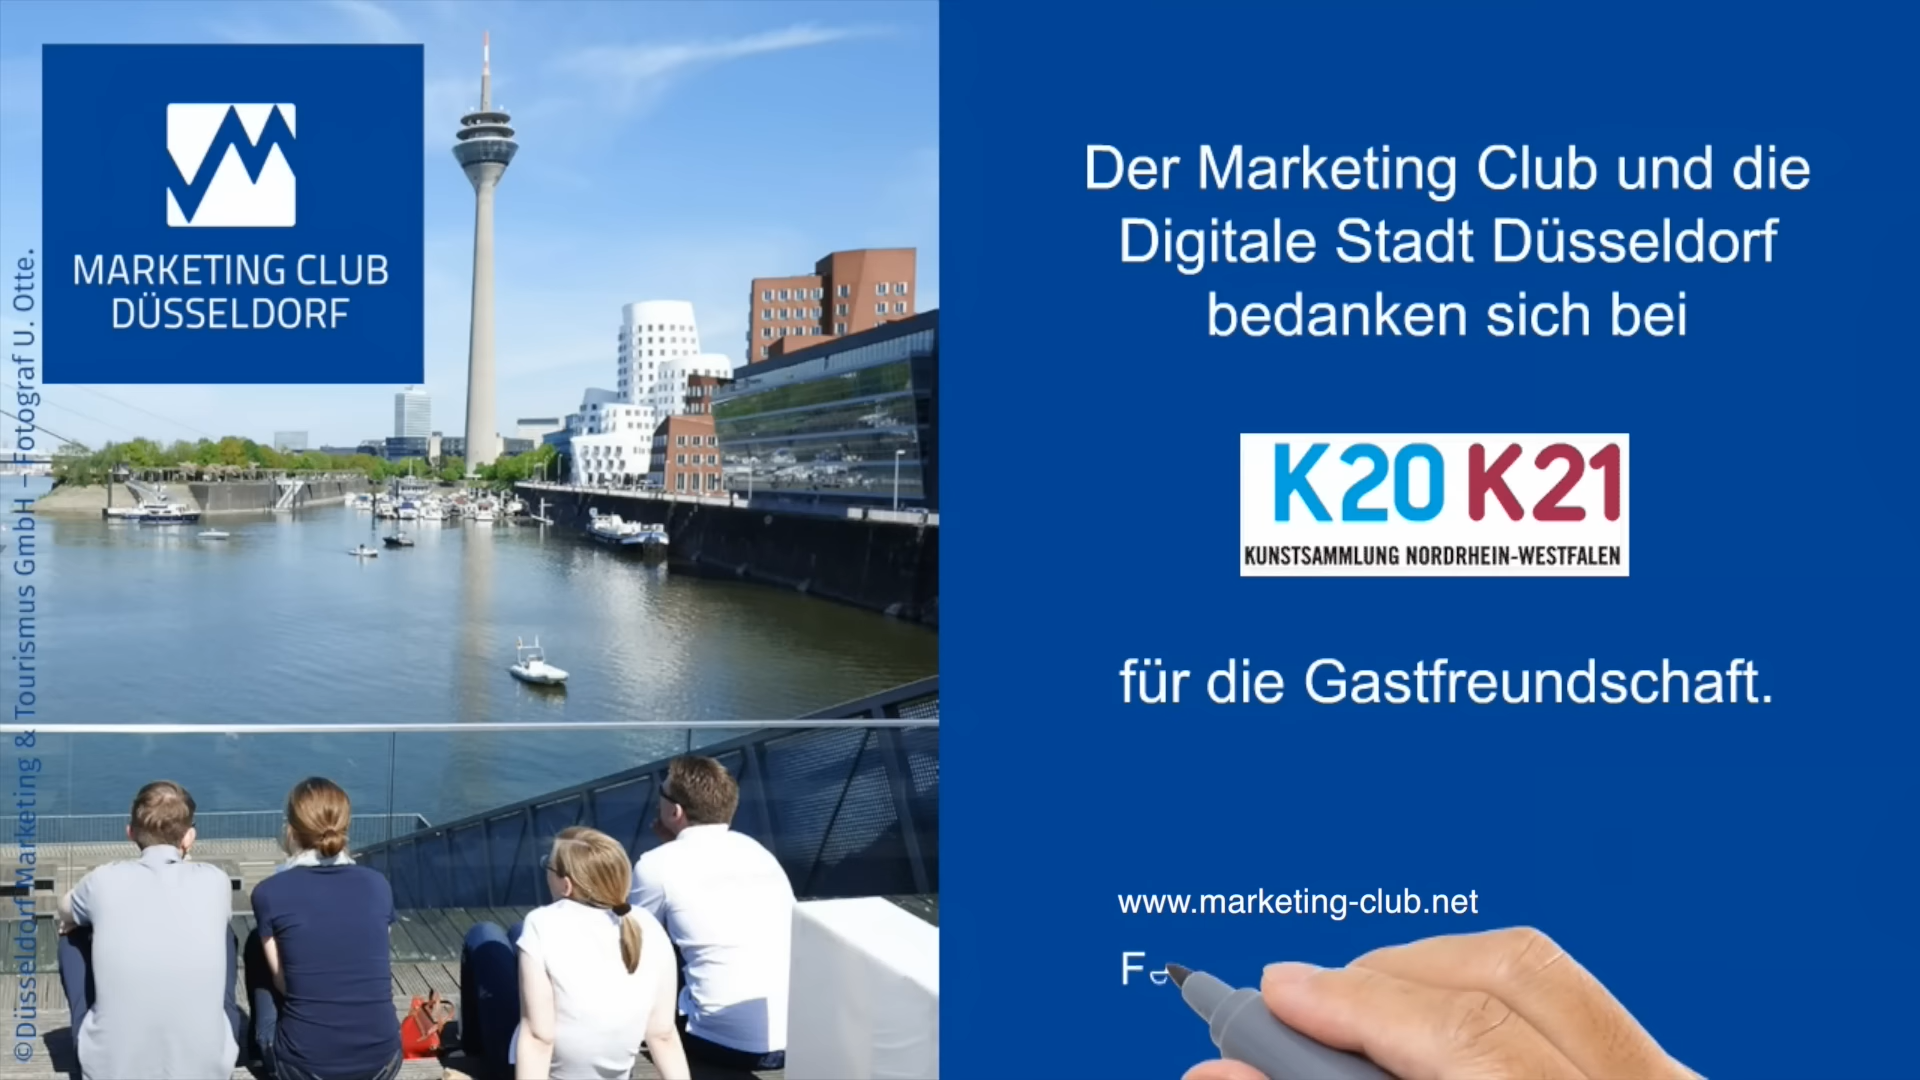 MARKETING CLUB
DÜSSELDORF
©Düsseldorf Marketing & Tourismus GmbH – Fotograf U. Otte.
Der Marketing Club und die
Digitale Stadt Düsseldorf
bedanken sich bei
K20 K21
KUNSTSAMMLUNG NORDRHEIN-WESTFALEN
für die Gastfreundschaft.
www.marketing-club.net